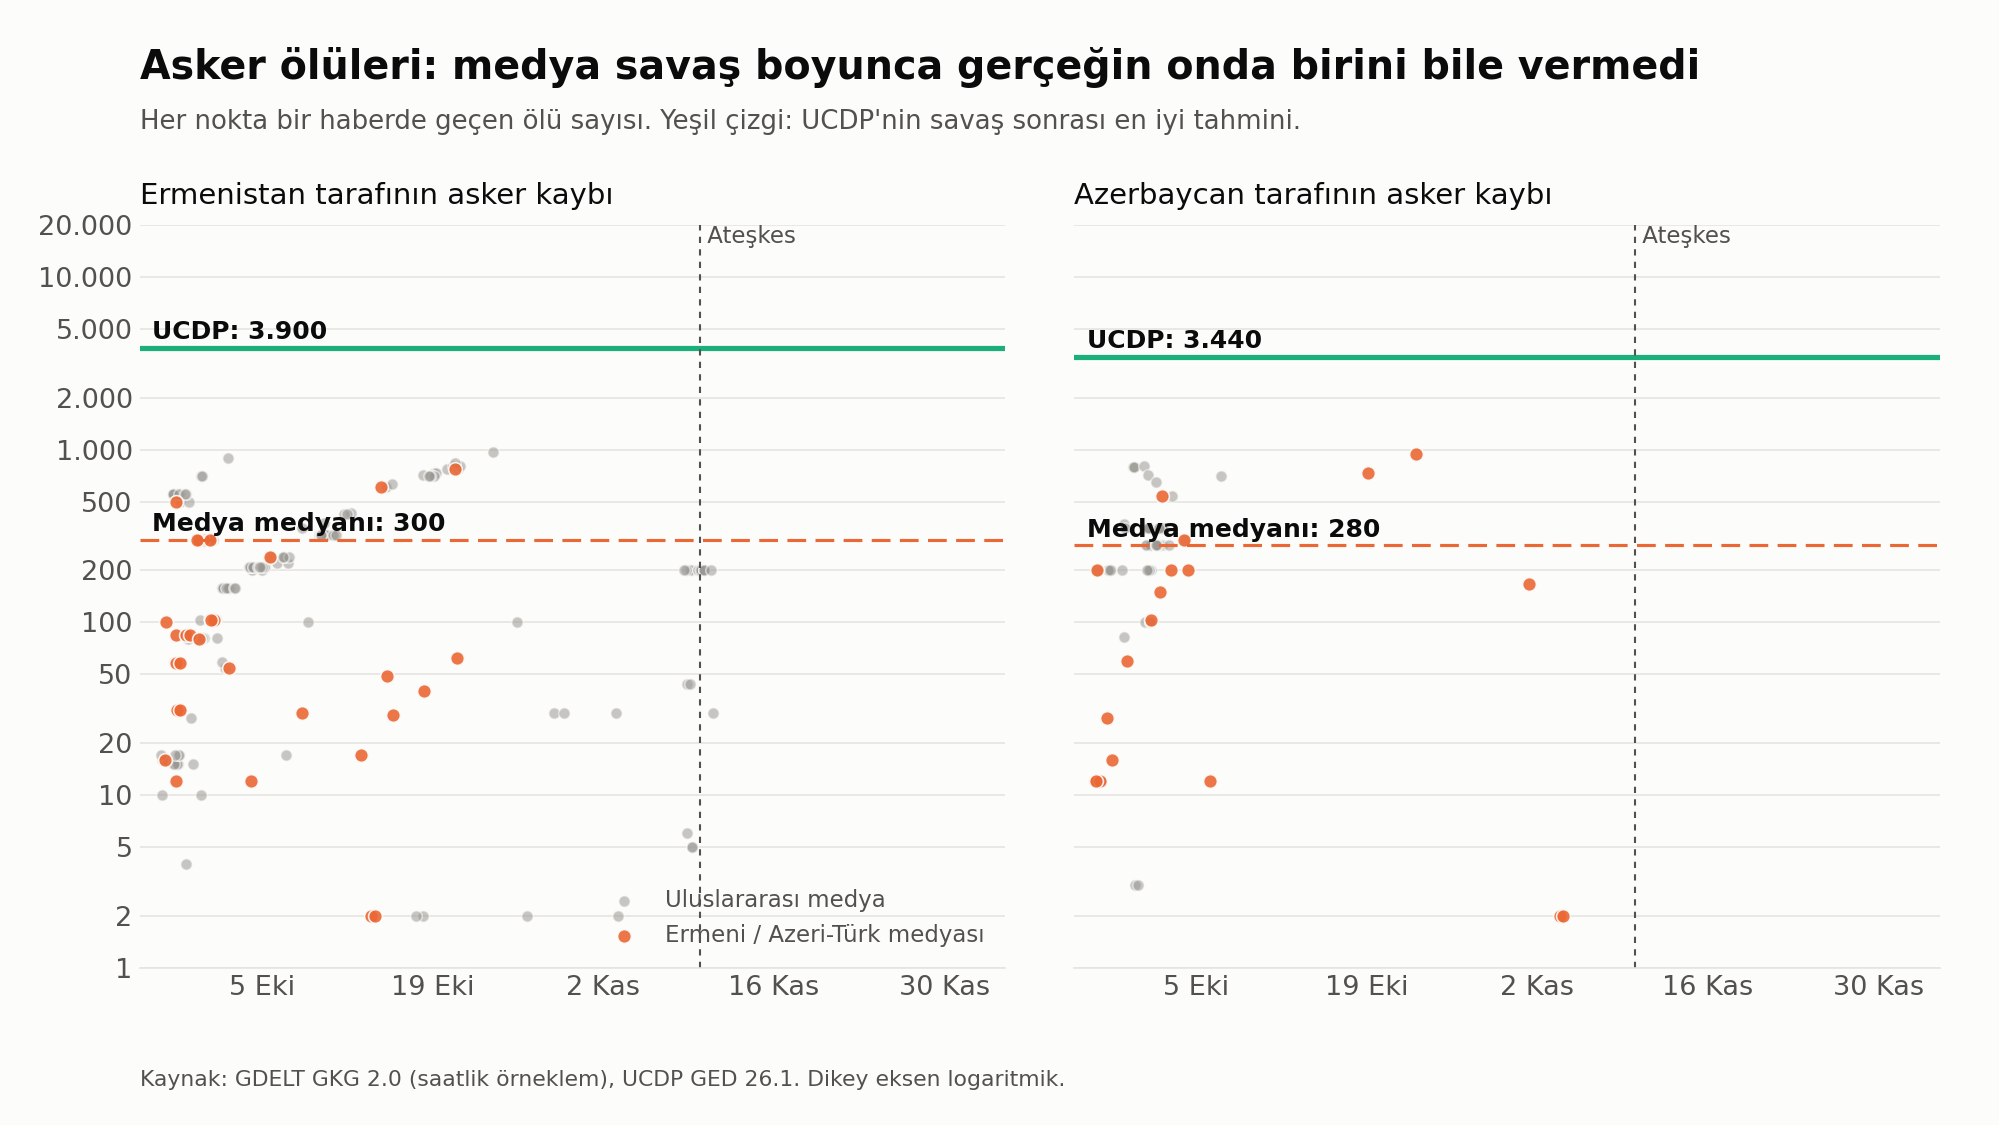 Asker ölüleri: medya savaş boyunca gerçeğin onda birini bile vermedi
Her nokta bir haberde geçen ölü sayısı. Yeşil çizgi: UCDP'nin savaş sonrası en iyi tahmini.
Ermenistan tarafının asker kaybı
20.000
10.000
5.000
2.000
1.000
500
200
100
50
20
10
5
2
1
Ateşkes
UCDP: 3.900
Medya medyanı: 300
Uluslararası medya
Ermeni / Azeri-Türk medyası
5 Eki
19 Eki
2 Kas
16 Kas
30 Kas
Azerbaycan tarafının asker kaybı
Ateşkes
UCDP: 3.440
Medya medyanı: 280
5 Eki
19 Eki
2 Kas
16 Kas
30 Kas
Kaynak: GDELT GKG 2.0 (saatlik örneklem), UCDP GED 26.1. Dikey eksen logaritmik.